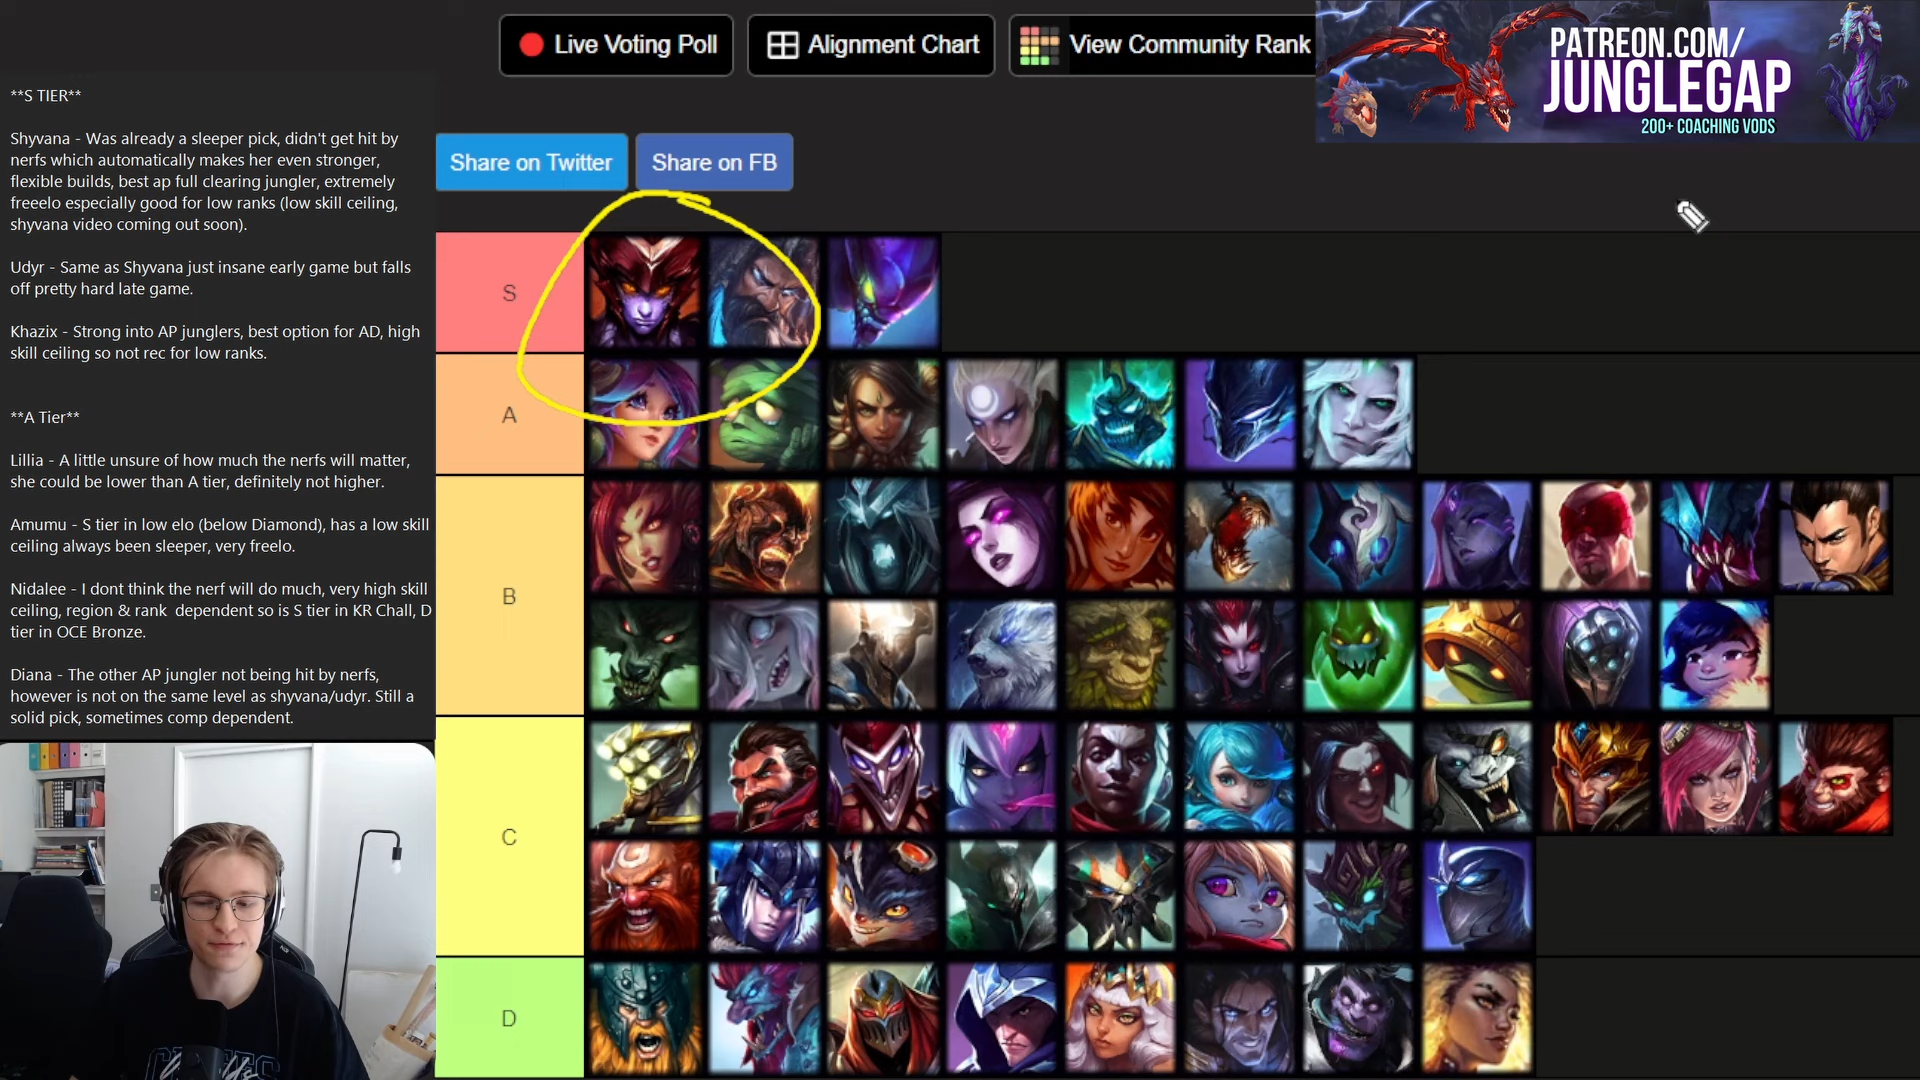 Live Voting Poll
Alignment Chart
View Community Rank
PATREON.COM/
JUNGLEGAP
200+ COACHING VODS
Share on Twitter
Share on FB
**S TIER**
Shyvana - Was already a sleeper pick, didn't get hit by
nerfs which automatically makes her even stronger,
flexible builds, best ap full clearing jungler, extremely
freeelo especially good for low ranks (low skill ceiling,
shyvana video coming out soon).
Udyr - Same as Shyvana just insane early game but falls
off pretty hard late game.
Khazix - Strong into AP junglers, best option for AD, high
skill ceiling so not rec for low ranks.
**A Tier**
Lillia - A little unsure of how much the nerfs will matter,
she could be lower than A tier, definitely not higher.
Amumu - S tier in low elo (below Diamond), has a low skill
ceiling always been sleeper, very freelo.
Nidalee - I dont think the nerf will do much, very high skill
ceiling, region & rank  dependent so is S tier in KR Chall, D
tier in OCE Bronze.
Diana - The other AP jungler not being hit by nerfs,
however is not on the same level as shyvana/udyr. Still a
solid pick, sometimes comp dependent.
S
A
B
C
D